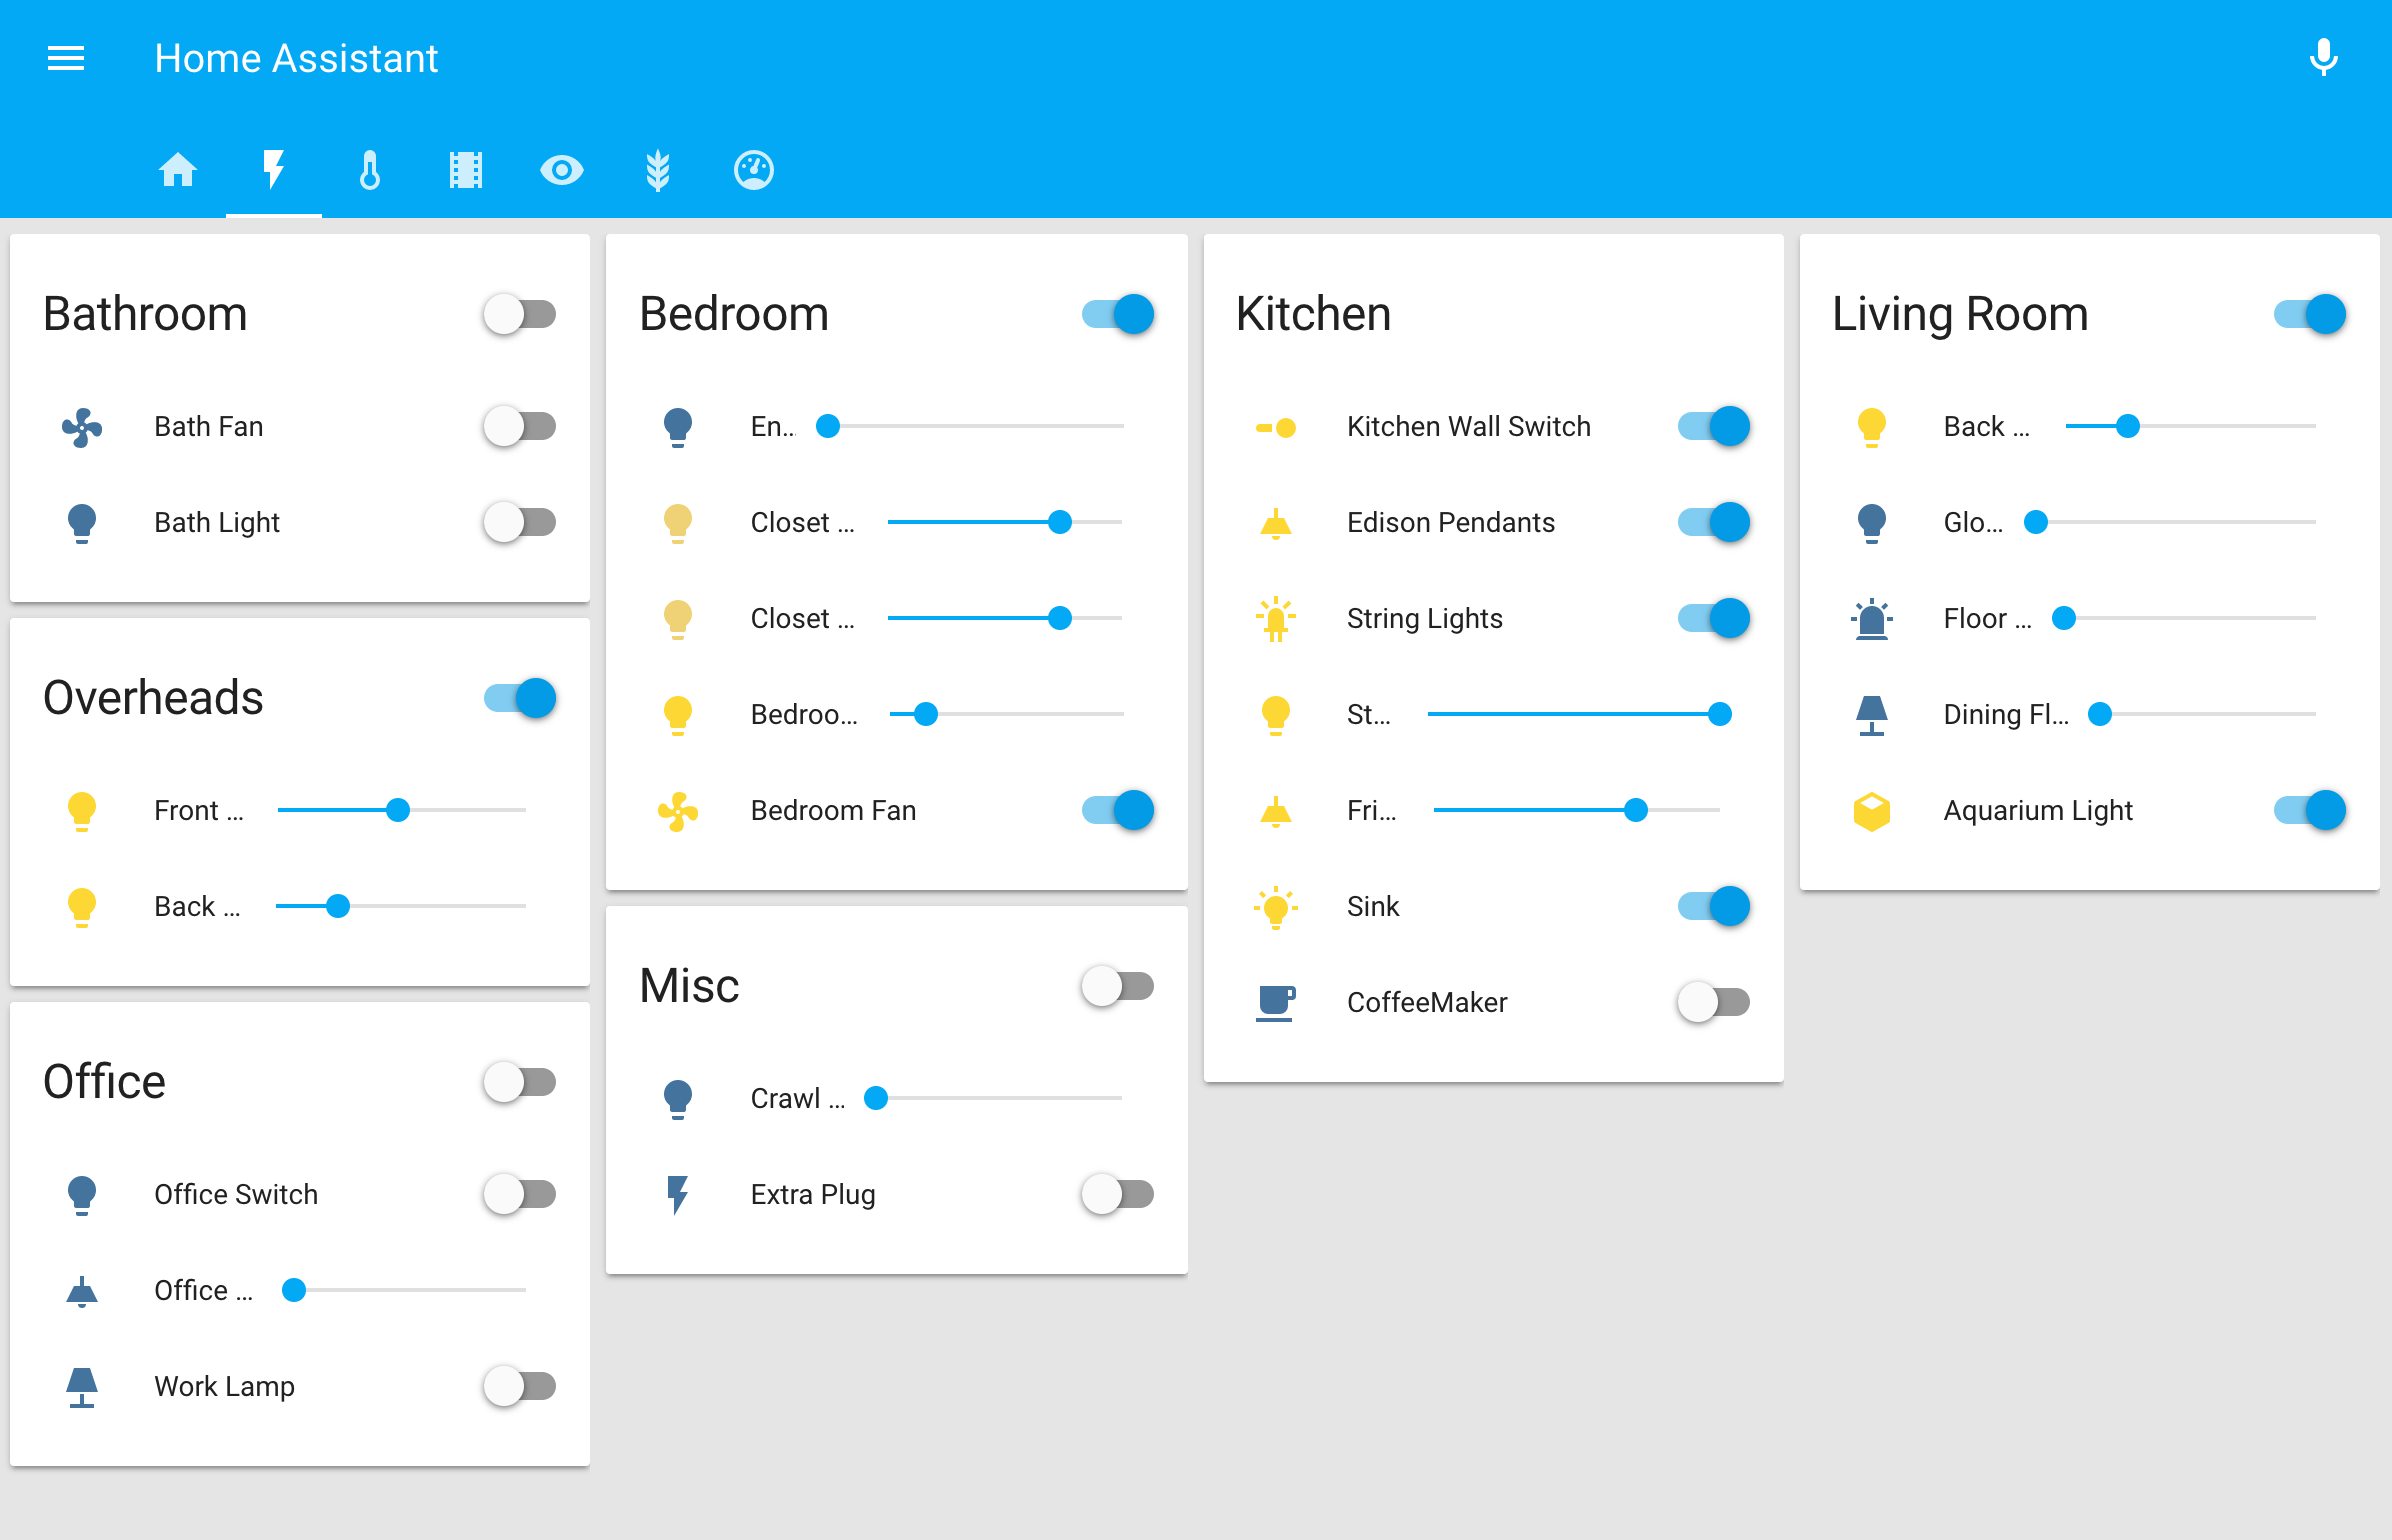 Home Assistant
Bathroom
Bath Fan
Bath Light
Overheads
Front ...
Back ...
Office
Office Switch
Office ...
Work Lamp
Bedroom
En...
Closet ...
Closet ...
Bedroo...
Bedroom Fan
Misc
Crawl ...
Extra Plug
Kitchen
Kitchen Wall Switch
Edison Pendants
String Lights
St...
Fri...
Sink
CoffeeMaker
Living Room
Back ...
Glo...
Floor ...
Dining Fl...
Aquarium Light